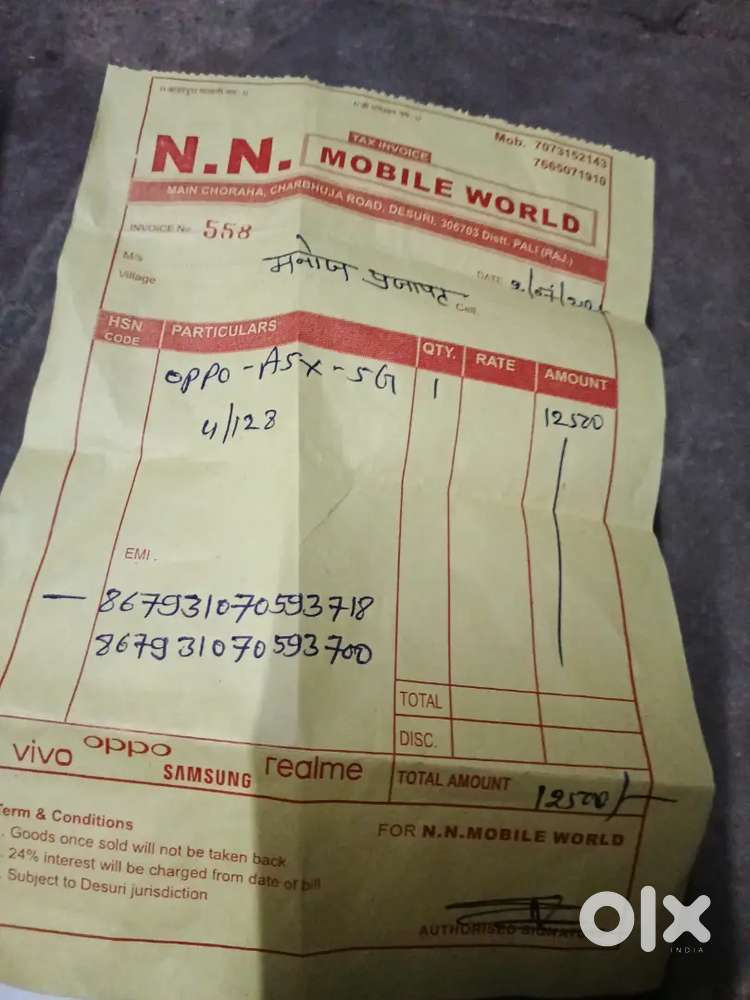 Mob. 7073152143
7665071910
TAX INVOICE
N.N. MOBILE WORLD
MAIN CHORAHA, CHARBHUJA ROAD, DESURI. 306703 Distt. PALI (RAJ.)
INVOICE No. 558
M/s मनोज प्रजापत
DATE
Village
Cell
HSN CODE PARTICULARS QTY. RATE AMOUNT
OPPO-A5X-5G 1 12500
4/128
EMI.
867931070593718
867931070593700
TOTAL
DISC.
vivo oppo SAMSUNG realme
TOTAL AMOUNT 12500/-
Term & Conditions
. Goods once sold will not be taken back
. 24% interest will be charged from date of bill
. Subject to Desuri jurisdiction
FOR N.N.MOBILE WORLD
AUTHORISED
olx
INDIA